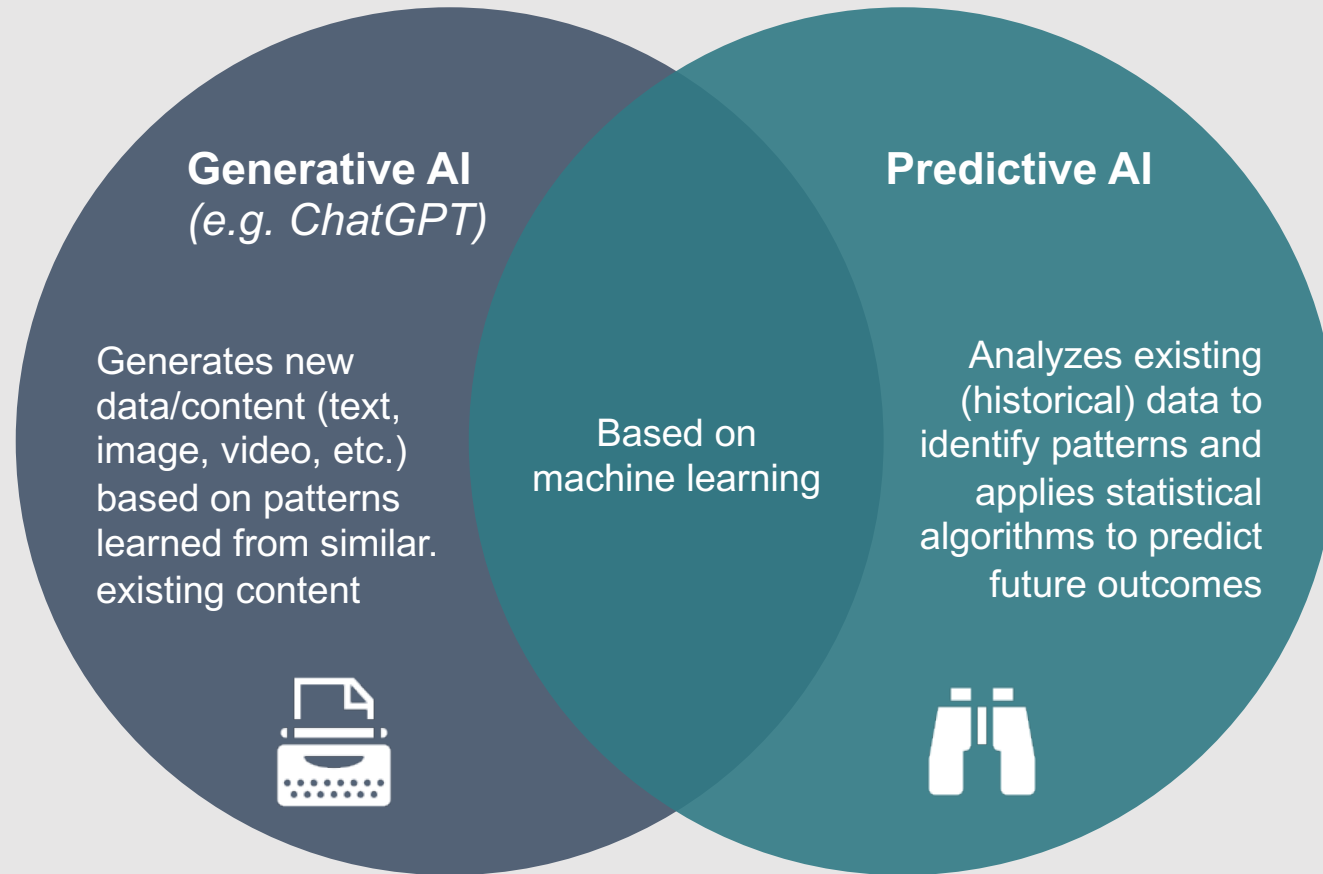 Generative AI
(e.g. ChatGPT)
Generates new
data/content (text,
image, video, etc.)
based on patterns
learned from similar.
existing content
Based on
machine learning
Predictive AI
Analyzes existing
(historical) data to
identify patterns and
applies statistical
algorithms to predict
future outcomes